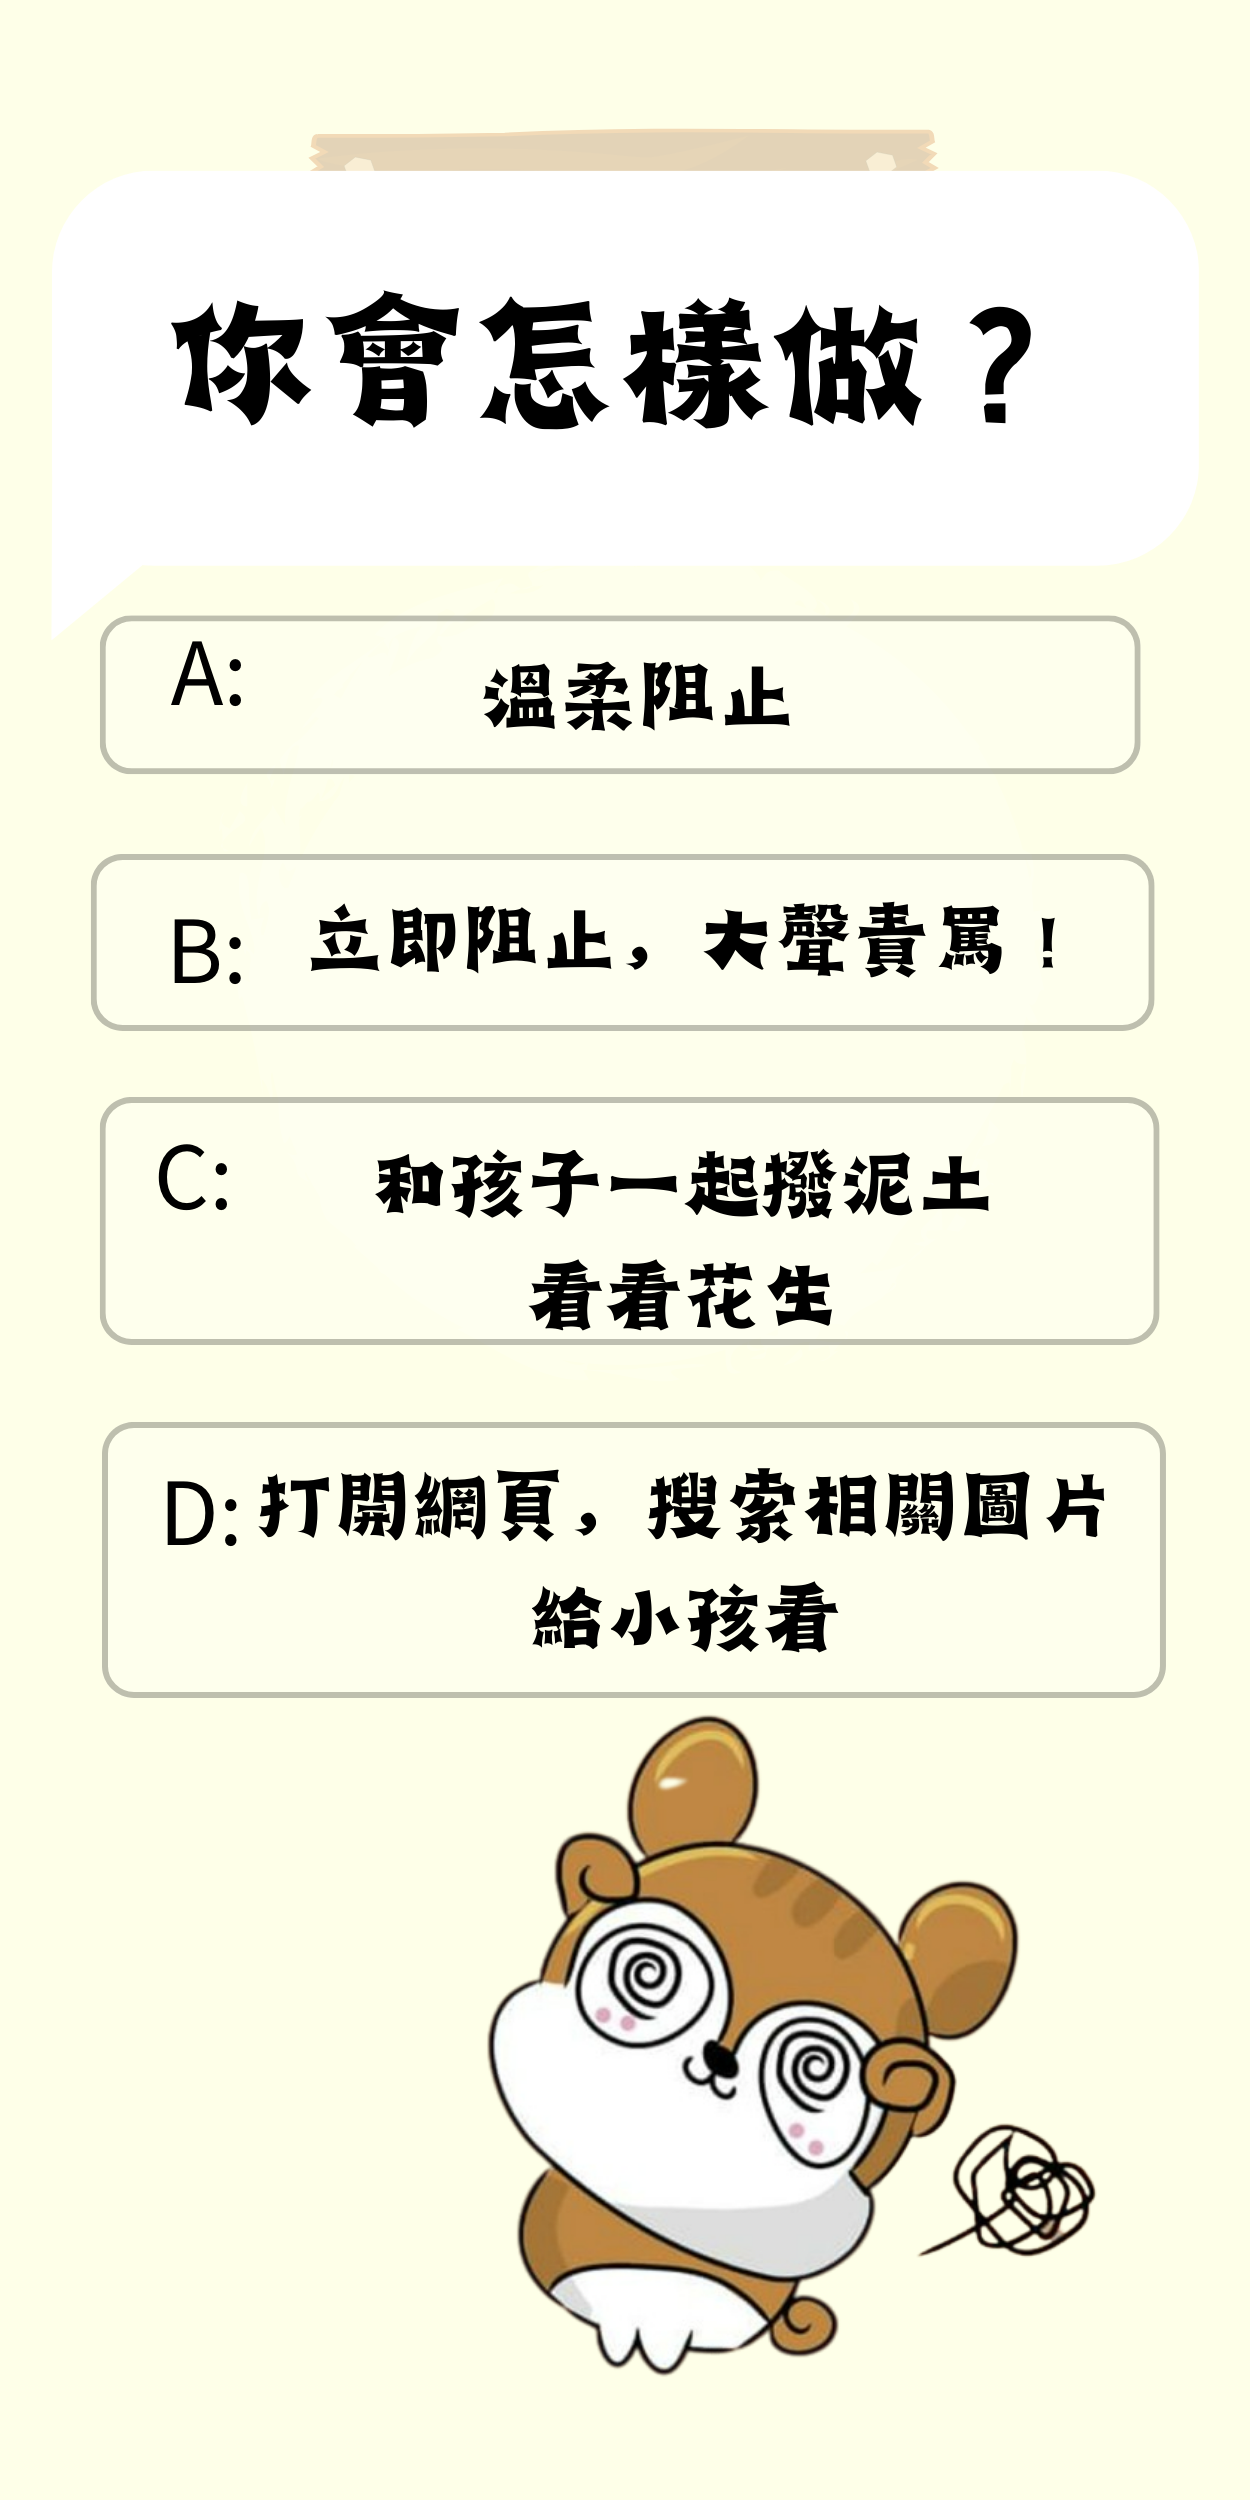 你會怎樣做？
A: 溫柔阻止
B: 立即阻止，大聲責罵！
C: 和孩子一起撥泥土
看看花生
D: 打開網頁，搜索相關圖片
給小孩看